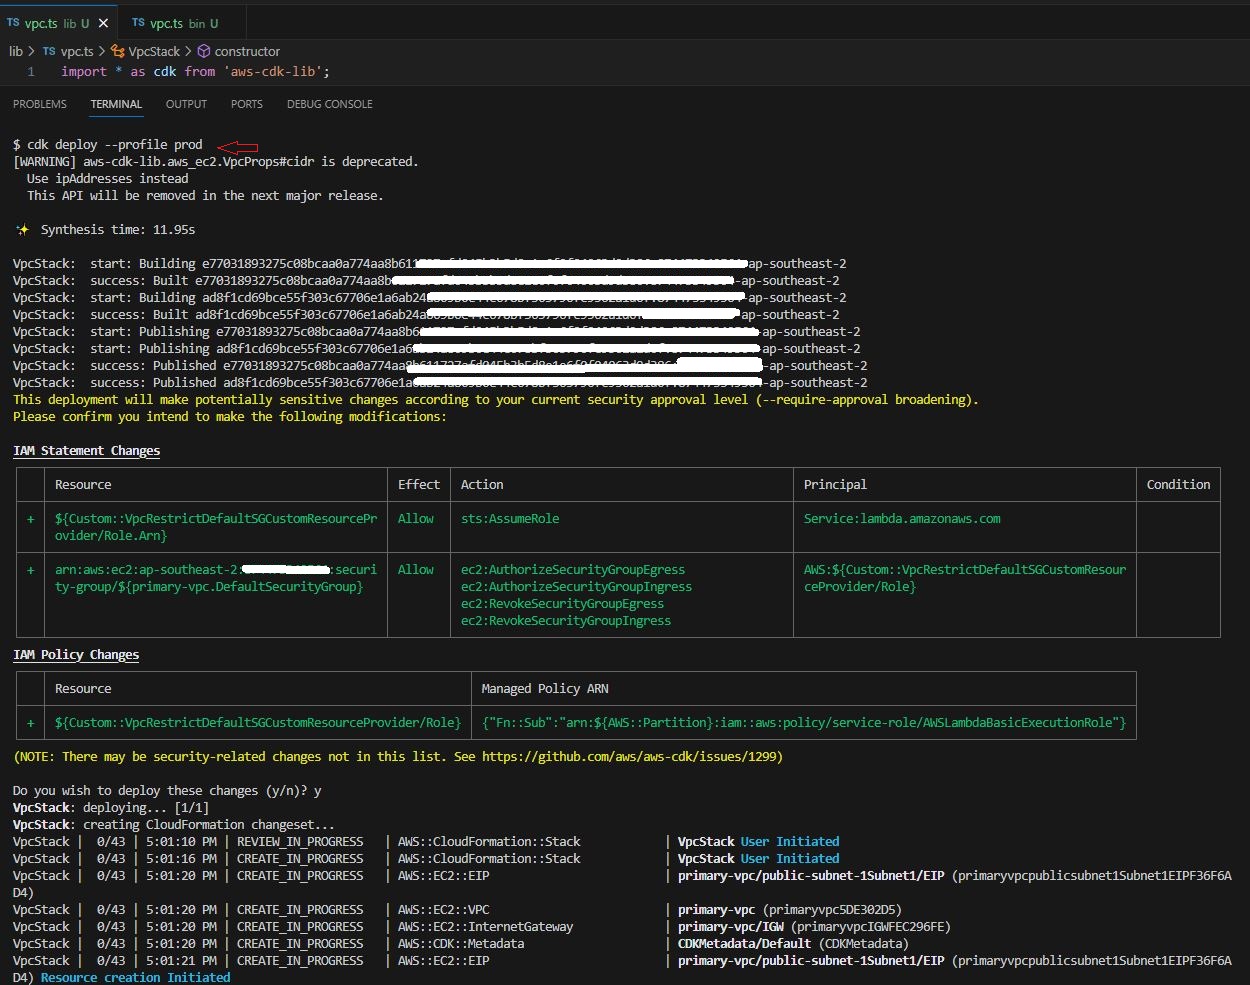 TS vpc.ts lib U × TS vpc.ts bin U
lib > TS vpc.ts > VpcStack > constructor
1 import * as cdk from 'aws-cdk-lib';
PROBLEMS TERMINAL OUTPUT PORTS DEBUG CONSOLE
$ cdk deploy --profile prod
[WARNING] aws-cdk-lib.aws_ec2.VpcProps#cidr is deprecated.
Use ipAddresses instead
This API will be removed in the next major release.
✨ Synthesis time: 11.95s
VpcStack: start: Building e77031893275c08bcaa0a774aa8b611 -ap-southeast-2
VpcStack: success: Built e77031893275c08bcaa0a774aa8b -ap-southeast-2
VpcStack: start: Building ad8f1cd69bce55f303c67706e1a6ab24 -ap-southeast-2
VpcStack: success: Built ad8f1cd69bce55f303c67706e1a6ab24a -ap-southeast-2
VpcStack: start: Publishing e77031893275c08bcaa0a774aa8b6 -ap-southeast-2
VpcStack: start: Publishing ad8f1cd69bce55f303c67706e1a6 -ap-southeast-2
VpcStack: success: Published e77031893275c08bcaa0a774aa -ap-southeast-2
VpcStack: success: Published ad8f1cd69bce55f303c67706e1a -ap-southeast-2
This deployment will make potentially sensitive changes according to your current security approval level (--require-approval broadening).
Please confirm you intend to make the following modifications:
IAM Statement Changes
Resource Effect Action Principal Condition
+ ${Custom::VpcRestrictDefaultSGCustomResourcePr Allow sts:AssumeRole Service:lambda.amazonaws.com
ovider/Role.Arn}
+ arn:aws:ec2:ap-southeast-2: :securi Allow ec2:AuthorizeSecurityGroupEgress AWS:${Custom::VpcRestrictDefaultSGCustomResour
ty-group/${primary-vpc.DefaultSecurityGroup} ec2:AuthorizeSecurityGroupIngress ceProvider/Role}
ec2:RevokeSecurityGroupEgress
ec2:RevokeSecurityGroupIngress
IAM Policy Changes
Resource Managed Policy ARN
+ ${Custom::VpcRestrictDefaultSGCustomResourceProvider/Role} {"Fn::Sub":"arn:${AWS::Partition}:iam::aws:policy/service-role/AWSLambdaBasicExecutionRole"}
(NOTE: There may be security-related changes not in this list. See https://github.com/aws/aws-cdk/issues/1299)
Do you wish to deploy these changes (y/n)? y
VpcStack: deploying... [1/1]
VpcStack: creating CloudFormation changeset...
VpcStack | 0/43 | 5:01:10 PM | REVIEW_IN_PROGRESS | AWS::CloudFormation::Stack | VpcStack User Initiated
VpcStack | 0/43 | 5:01:16 PM | CREATE_IN_PROGRESS | AWS::CloudFormation::Stack | VpcStack User Initiated
VpcStack | 0/43 | 5:01:20 PM | CREATE_IN_PROGRESS | AWS::EC2::EIP | primary-vpc/public-subnet-1Subnet1/EIP (primaryvpcpublicsubnet1Subnet1EIPF36F6A
D4)
VpcStack | 0/43 | 5:01:20 PM | CREATE_IN_PROGRESS | AWS::EC2::VPC | primary-vpc (primaryvpc5DE302D5)
VpcStack | 0/43 | 5:01:20 PM | CREATE_IN_PROGRESS | AWS::EC2::InternetGateway | primary-vpc/IGW (primaryvpcIGWFEC296FE)
VpcStack | 0/43 | 5:01:20 PM | CREATE_IN_PROGRESS | AWS::CDK::Metadata | CDKMetadata/Default (CDKMetadata)
VpcStack | 0/43 | 5:01:21 PM | CREATE_IN_PROGRESS | AWS::EC2::EIP | primary-vpc/public-subnet-1Subnet1/EIP (primaryvpcpublicsubnet1Subnet1EIPF36F6A
D4) Resource creation Initiated